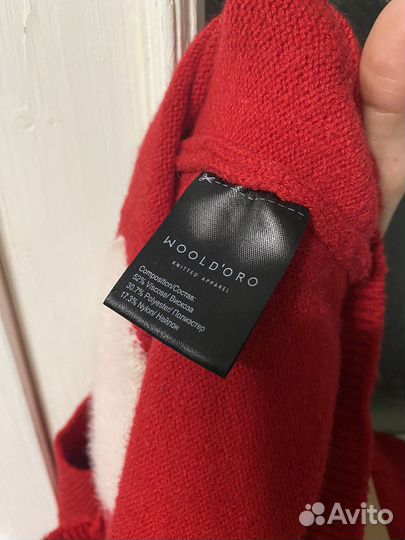 WOOLD'ORO
KNITTED APPAREL
Composition/Состав:
52% Viscose/ Вискоза
30.7% Polyester/ Полиэстер
17.3% Nylon/ Нейлон
Avito